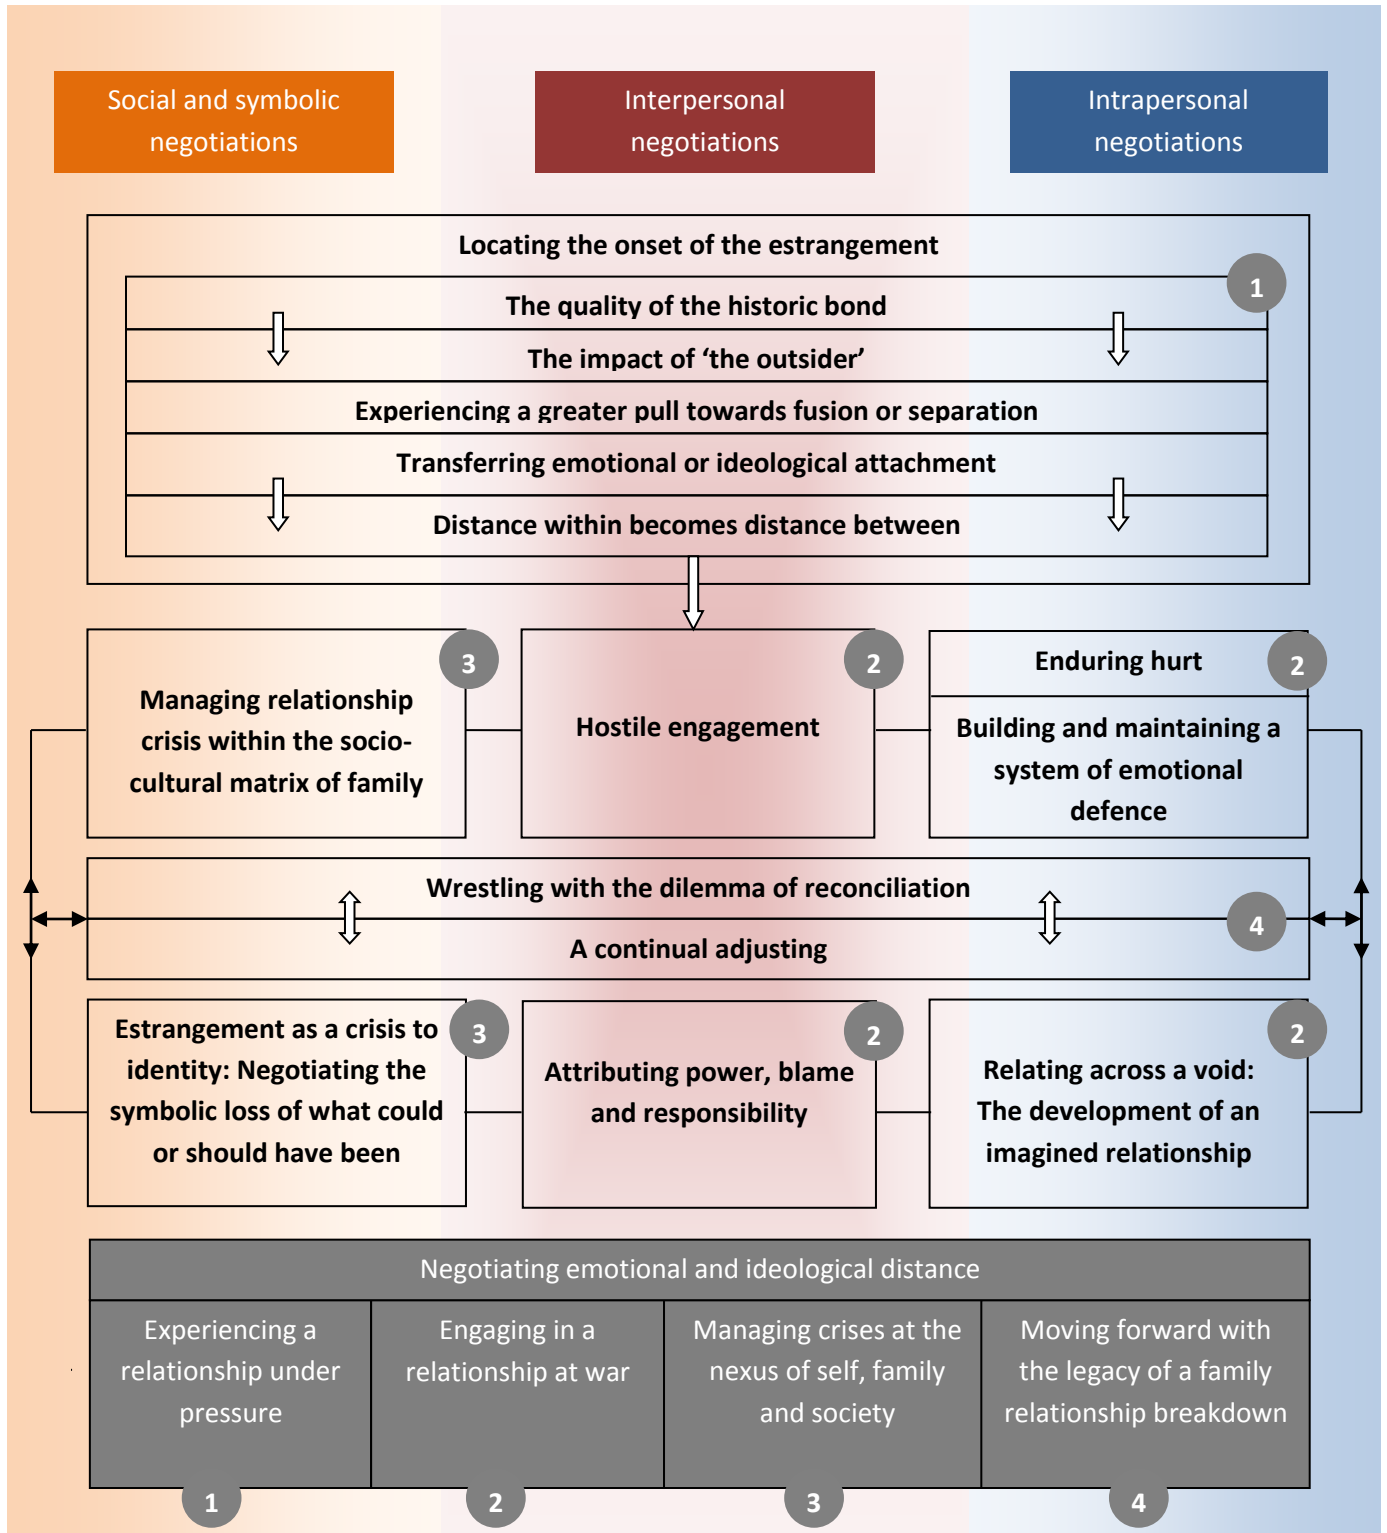 Social and symbolic
negotiations
Interpersonal
negotiations
Intrapersonal
negotiations
Locating the onset of the estrangement
1
The quality of the historic bond
The impact of ‘the outsider’
Experiencing a greater pull towards fusion or separation
Transferring emotional or ideological attachment
Distance within becomes distance between
3
Managing relationship
crisis within the socio-
cultural matrix of family
2
Hostile engagement
2
Enduring hurt
Building and maintaining a
system of emotional
defence
Wrestling with the dilemma of reconciliation
4
A continual adjusting
3
Estrangement as a crisis to
identity: Negotiating the
symbolic loss of what could
or should have been
2
Attributing power, blame
and responsibility
2
Relating across a void:
The development of an
imagined relationship
Negotiating emotional and ideological distance
Experiencing a
relationship under
pressure
1
Engaging in a
relationship at war
2
Managing crises at the
nexus of self, family
and society
3
Moving forward with
the legacy of a family
relationship breakdown
4